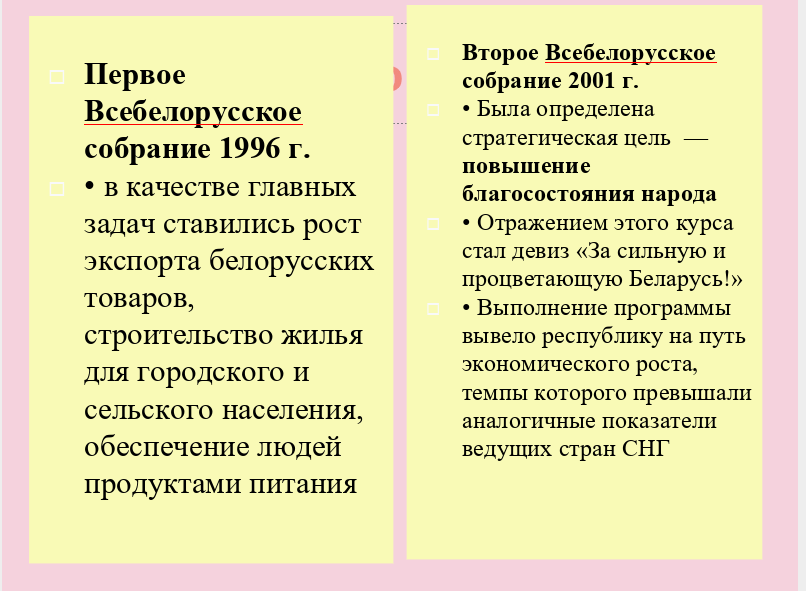 Первое
Всебелорусское
собрание 1996 г.
• в качестве главных
задач ставились рост
экспорта белорусских
товаров,
строительство жилья
для городского и
сельского населения,
обеспечение людей
продуктами питания
Второе Всебелорусское
собрание 2001 г.
• Была определена
стратегическая цель —
повышение
благосостояния народа
• Отражением этого курса
стал девиз «За сильную и
процветающую Беларусь!»
• Выполнение программы
вывело республику на путь
экономического роста,
темпы которого превышали
аналогичные показатели
ведущих стран СНГ